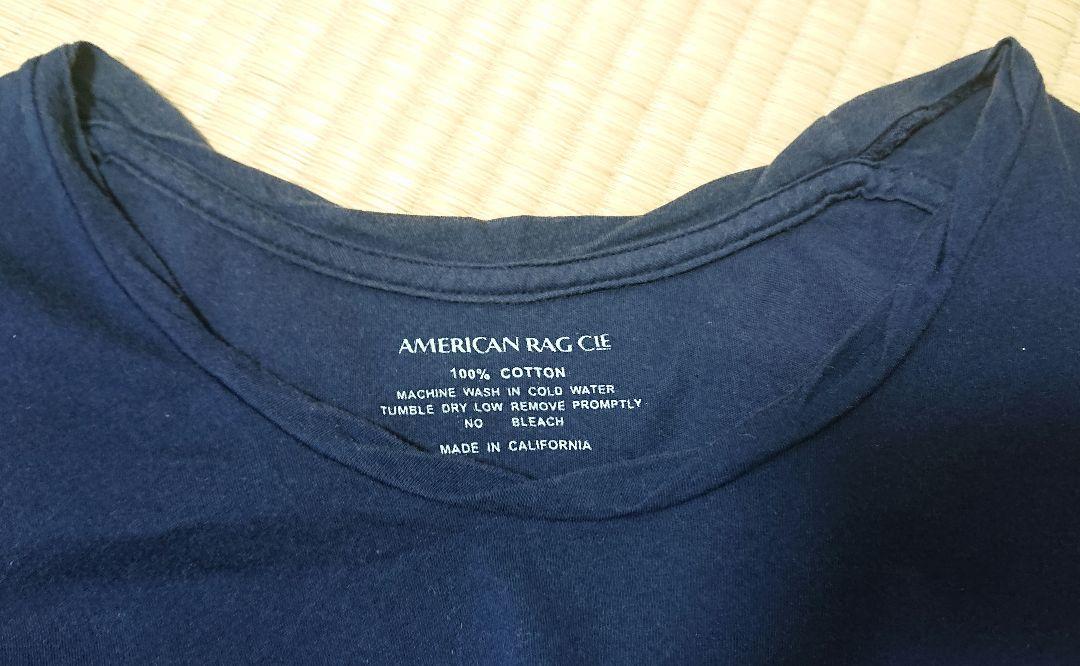 AMERICAN RAG CIE
100% COTTON
MACHINE WASH IN COLD WATER
TUMBLE DRY LOW REMOVE PROMPTLY
NO BLEACH
MADE IN CALIFORNIA